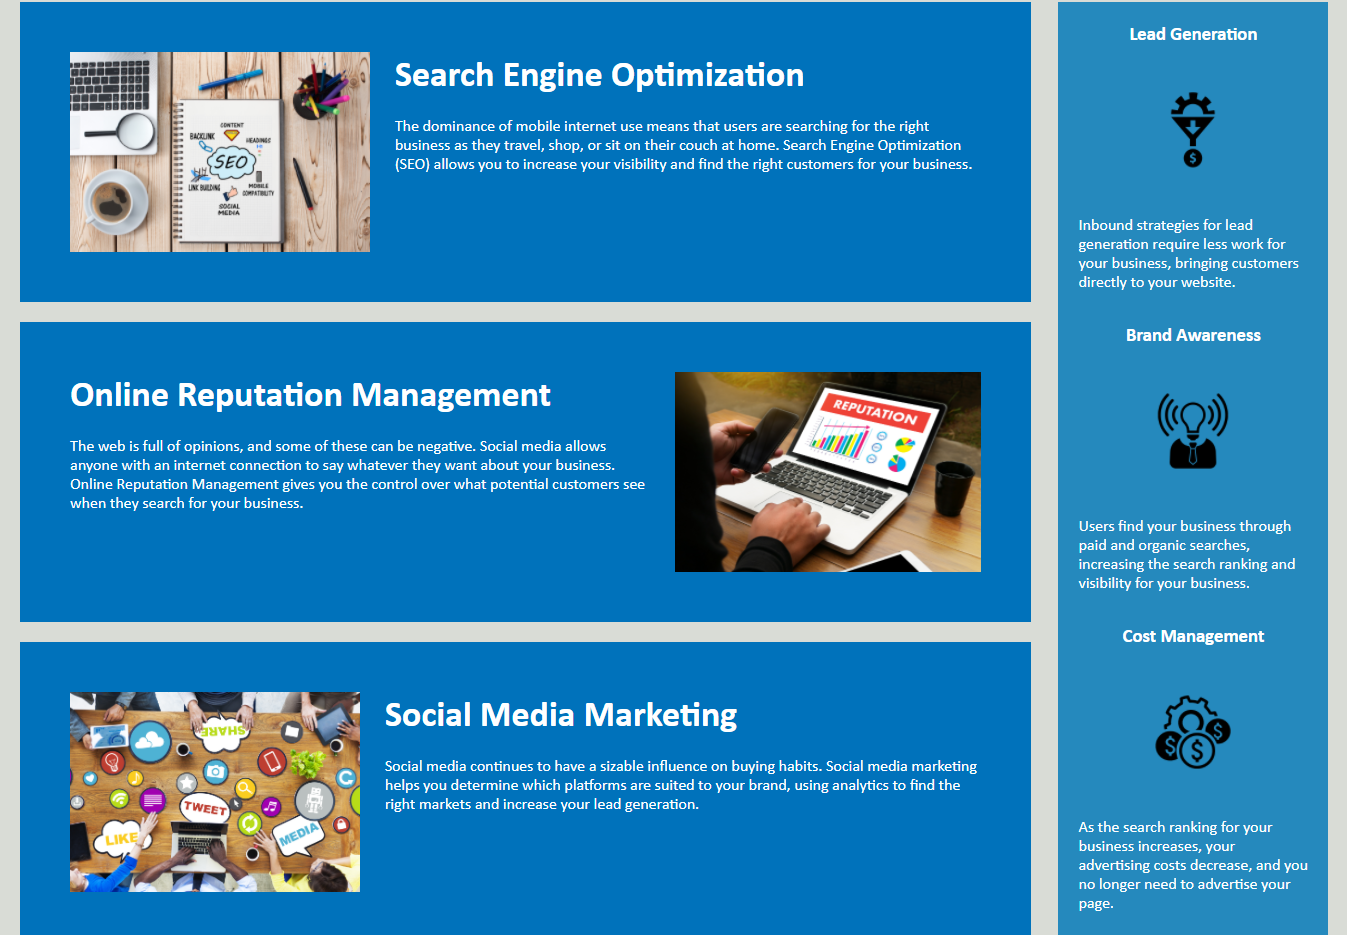 Search Engine Optimization
The dominance of mobile internet use means that users are searching for the right
business as they travel, shop, or sit on their couch at home. Search Engine Optimization
(SEO) allows you to increase your visibility and find the right customers for your business.
CONTENT
BACKLINK
HEADINGS
SEO
LINK BUILDING
MOBILE
COMPATIBILITY
SOCIAL
MEDIA
Online Reputation Management
The web is full of opinions, and some of these can be negative. Social media allows
anyone with an internet connection to say whatever they want about your business.
Online Reputation Management gives you the control over what potential customers see
when they search for your business.
REPUTATION
Social Media Marketing
Social media continues to have a sizable influence on buying habits. Social media marketing
helps you determine which platforms are suited to your brand, using analytics to find the
right markets and increase your lead generation.
SHARE
TWEET
LIKE
MEDIA
Lead Generation
Inbound strategies for lead
generation require less work for
your business, bringing customers
directly to your website.
Brand Awareness
Users find your business through
paid and organic searches,
increasing the search ranking and
visibility for your business.
Cost Management
As the search ranking for your
business increases, your
advertising costs decrease, and you
no longer need to advertise your
page.